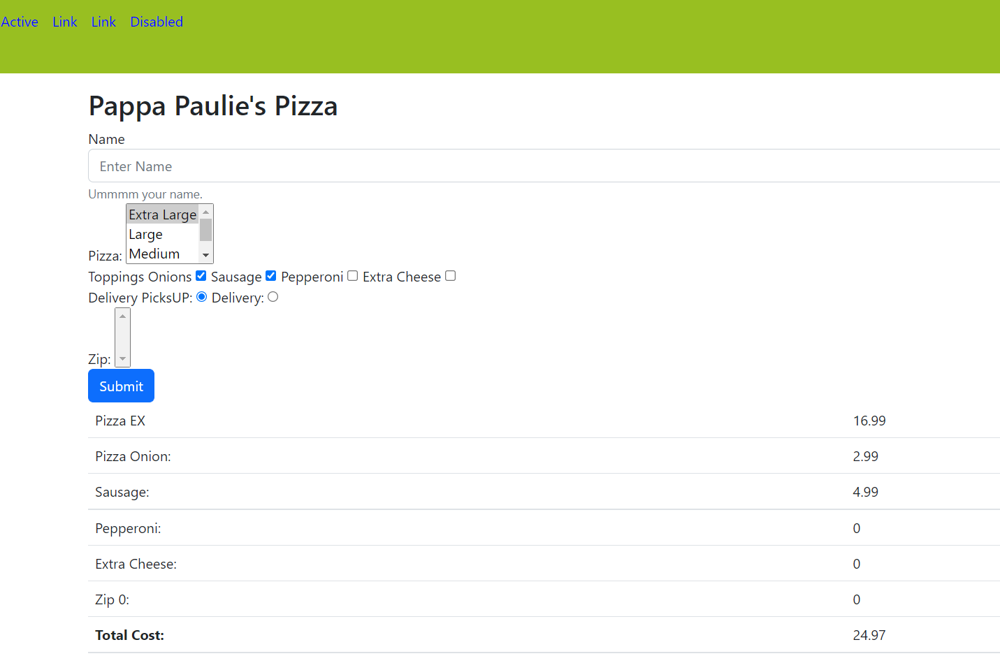 Active Link Link Disabled
Pappa Paulie's Pizza
Name
Enter Name
Ummmm your name.
Extra Large
Large
Medium
Pizza:
Toppings Onions Sausage Pepperoni Extra Cheese
Delivery PicksUP: Delivery:
Zip:
Submit
Pizza EX 16.99
Pizza Onion: 2.99
Sausage: 4.99
Pepperoni: 0
Extra Cheese: 0
Zip 0: 0
Total Cost: 24.97